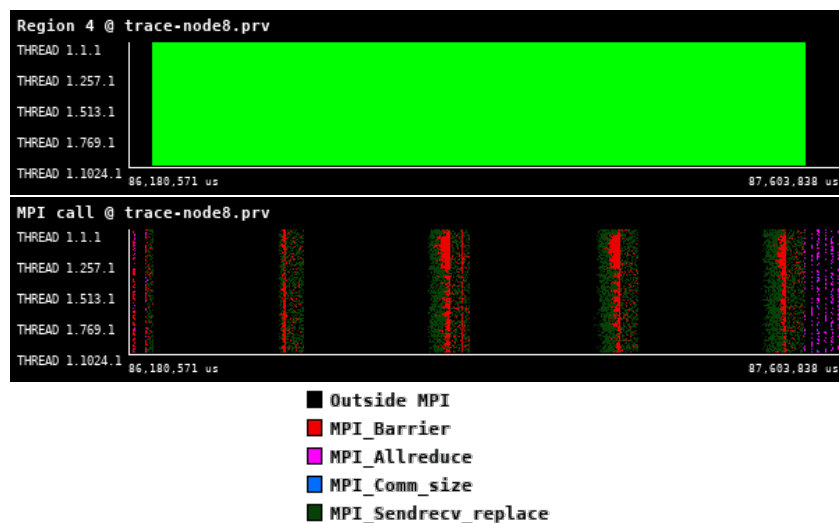 Region 4 @ trace-node8.prv
THREAD 1.1.1
THREAD 1.257.1
THREAD 1.513.1
THREAD 1.769.1
THREAD 1.1024.1
86,180,571 us
87,603,838 us
MPI call @ trace-node8.prv
THREAD 1.1.1
THREAD 1.257.1
THREAD 1.513.1
THREAD 1.769.1
THREAD 1.1024.1
86,180,571 us
87,603,838 us
Outside MPI
MPI_Barrier
MPI_Allreduce
MPI_Comm_size
MPI_Sendrecv_replace